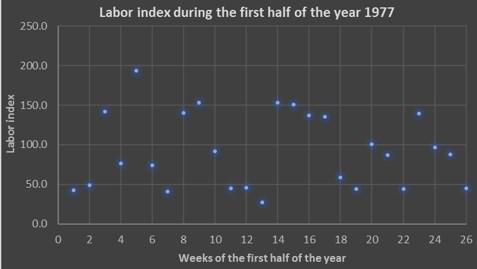 Labor index during the first half of the year 1977
250.0
200.0
150.0
100.0
50.0
0.0
Labor index
0 2 4 6 8 10 12 14 16 18 20 22 24 26
Weeks of the first half of the year